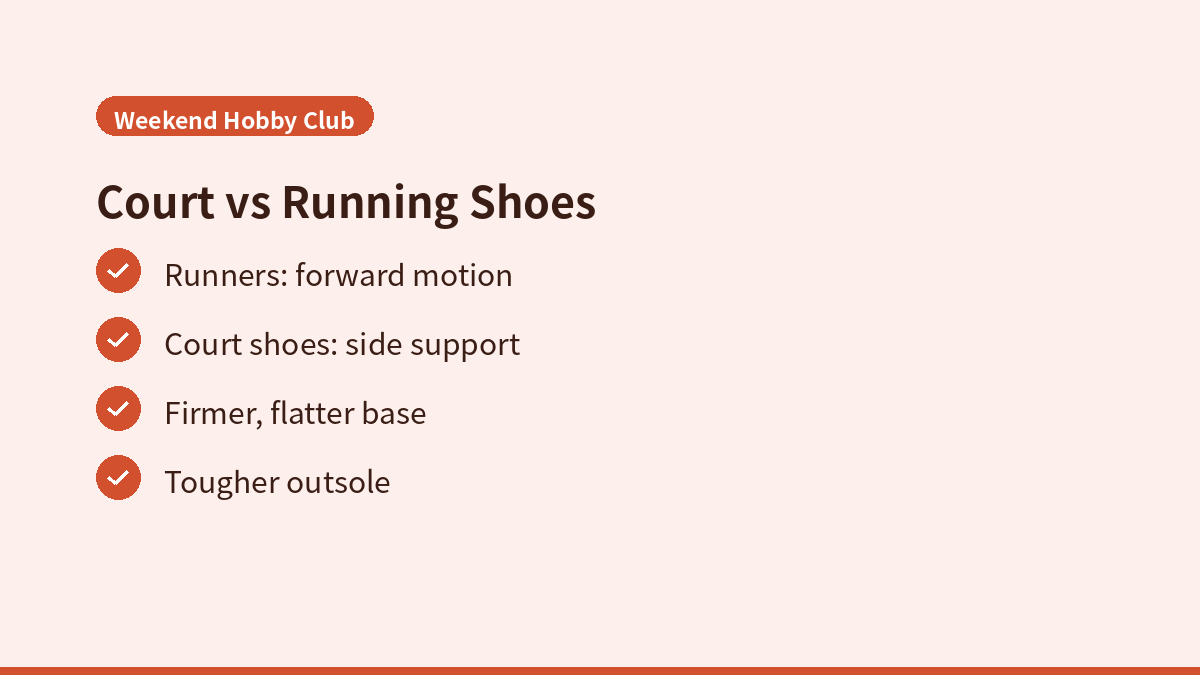 Weekend Hobby Club
Court vs Running Shoes
Runners: forward motion
Court shoes: side support
Firmer, flatter base
Tougher outsole